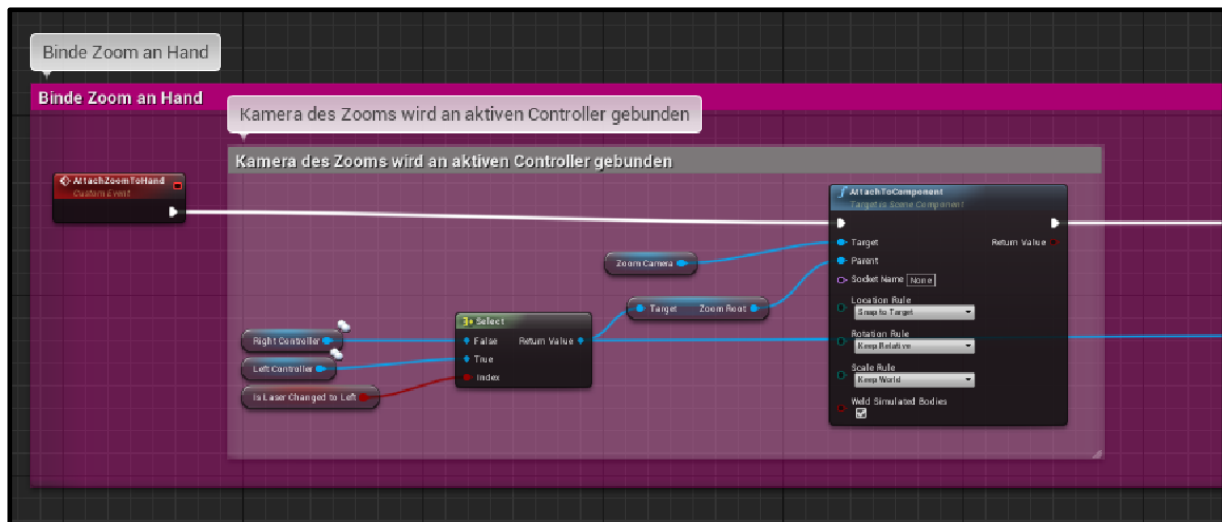 Binde Zoom an Hand
Binde Zoom an Hand
Kamera des Zooms wird an aktiven Controller gebunden
Kamera des Zooms wird an aktiven Controller gebunden
AttachZoomToHand
Custom Event
AttachToComponent
Target is Scene Component
Target
Return Value
Parent
Socket Name None
Location Rule
Snap to Target
Rotation Rule
Keep Relative
Scale Rule
Keep World
Weld Simulated Bodies
Zoom Camera
Target Zoom Root
Select
False Return Value
True
Index
Right Controller
Left Controller
Is Laser Changed to Left